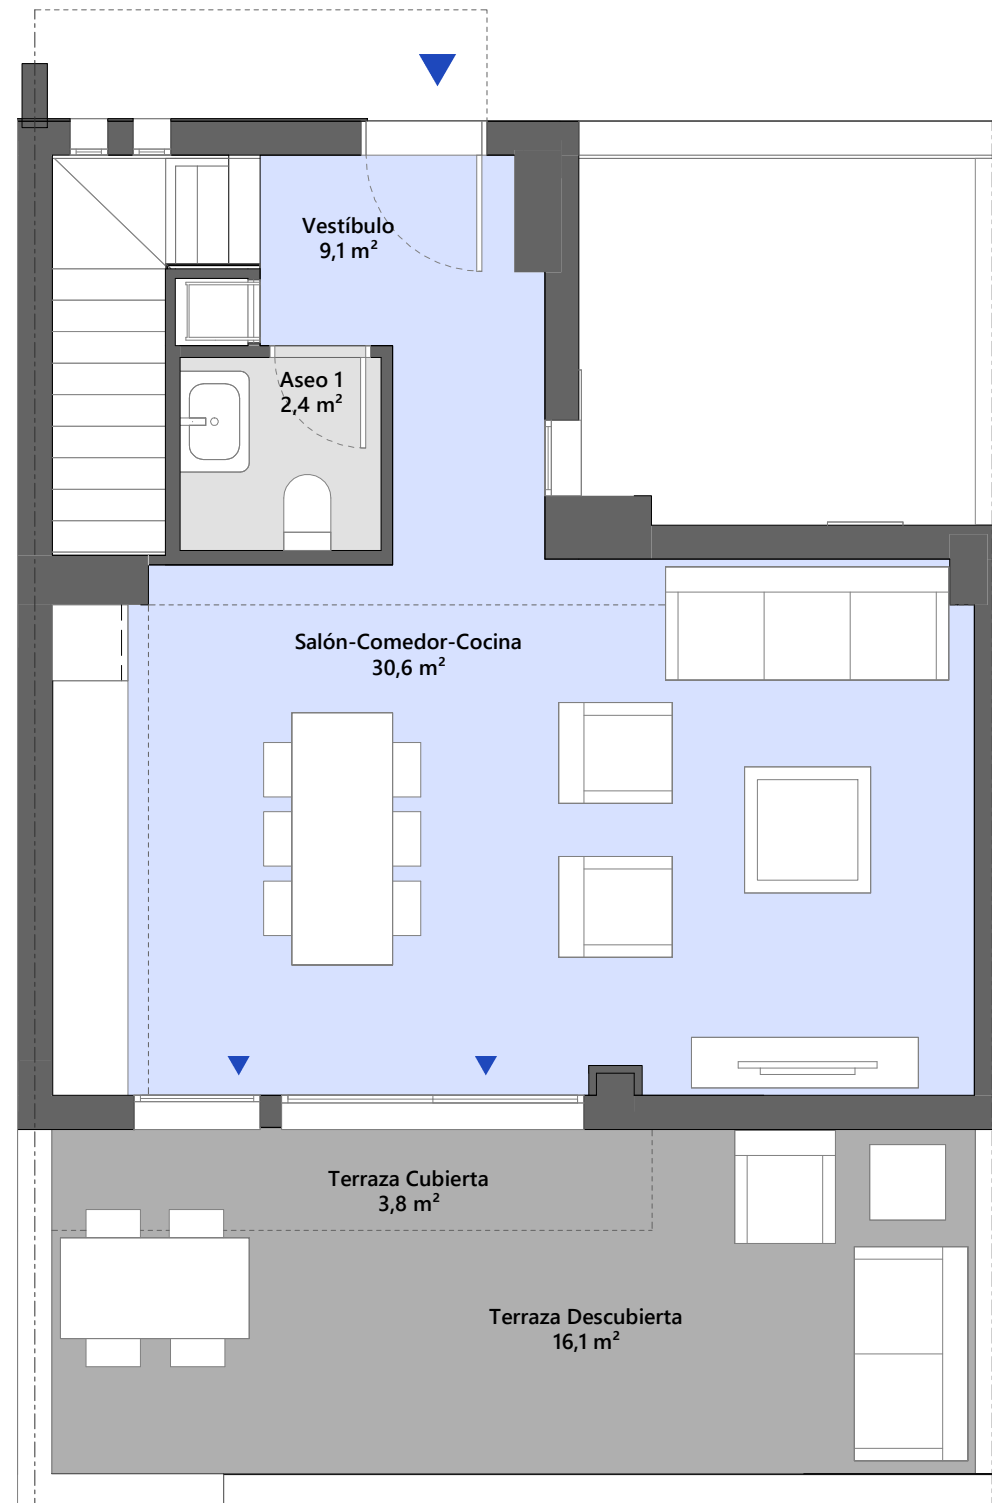 Vestíbulo
9,1 m²
Aseo 1
2,4 m²
Salón-Comedor-Cocina
30,6 m²
Terraza Cubierta
3,8 m²
Terraza Descubierta
16,1 m²